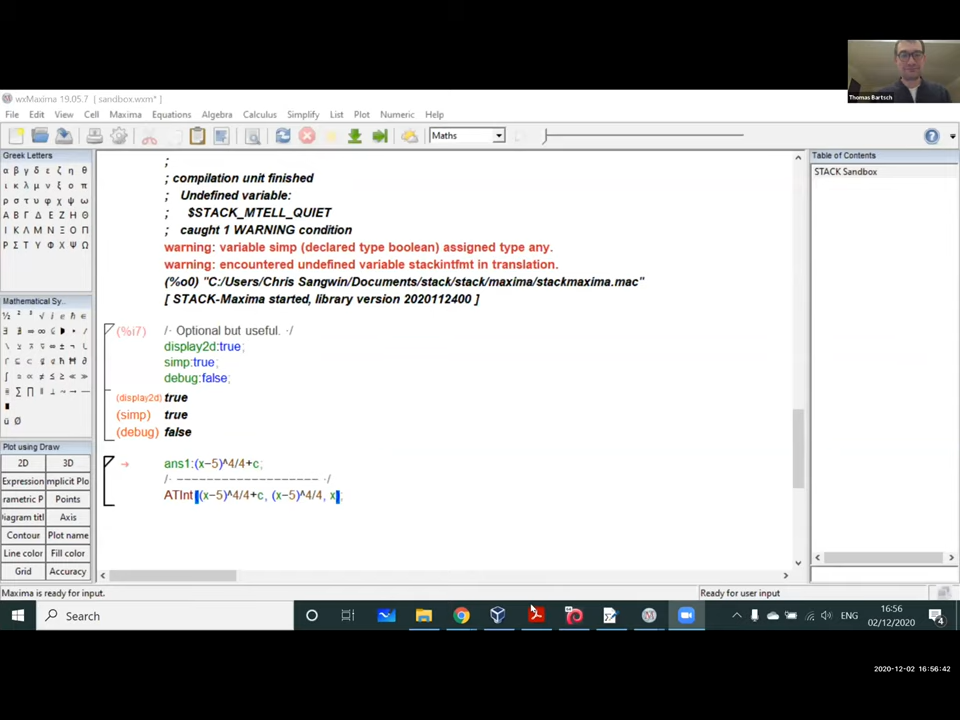 Thomas Bartsch
wxMaxima 19.05.7 [ sandbox.wxm* ]
File Edit View Cell Maxima Equations Algebra Calculus Simplify List Plot Numeric Help
Maths
Greek Letters
α β γ δ ε ζ η θ
ι κ λ μ ν ξ ο π
ρ σ τ υ φ χ ψ ω
Α Β Γ Δ Ε Ζ Η Θ
Ι Κ Λ Μ Ν Ξ Ο Π
Ρ Σ Τ Υ Φ Χ Ψ Ω
Mathematical Sy..
ü Ø
Plot using Draw
2D 3D
Expression mplicit Plo
rametric P Points
iagram titl Axis
Contour Plot name
Line color Fill color
Grid Accuracy
;
; compilation unit finished
; Undefined variable:
; $STACK_MTELL_QUIET
; caught 1 WARNING condition
warning: variable simp (declared type boolean) assigned type any.
warning: encountered undefined variable stackintfmt in translation.
(%o0) "C:/Users/Chris Sangwin/Documents/stack/stack/maxima/stackmaxima.mac"
[ STACK-Maxima started, library version 2020112400 ]
(%i7) /· Optional but useful. ·/
display2d:true;
simp:true;
debug:false;
(display2d) true
(simp) true
(debug) false
→ ans1:(x−5)^4/4+c;
/· −−−−−−−−−−−−−−−−−−− ·/
ATInt((x−5)^4/4+c, (x−5)^4/4, x);
Table of Contents
STACK Sandbox
Maxima is ready for input.
Ready for user input
Search
ENG
16:56
02/12/2020
4
2020-12-02 16:56:42